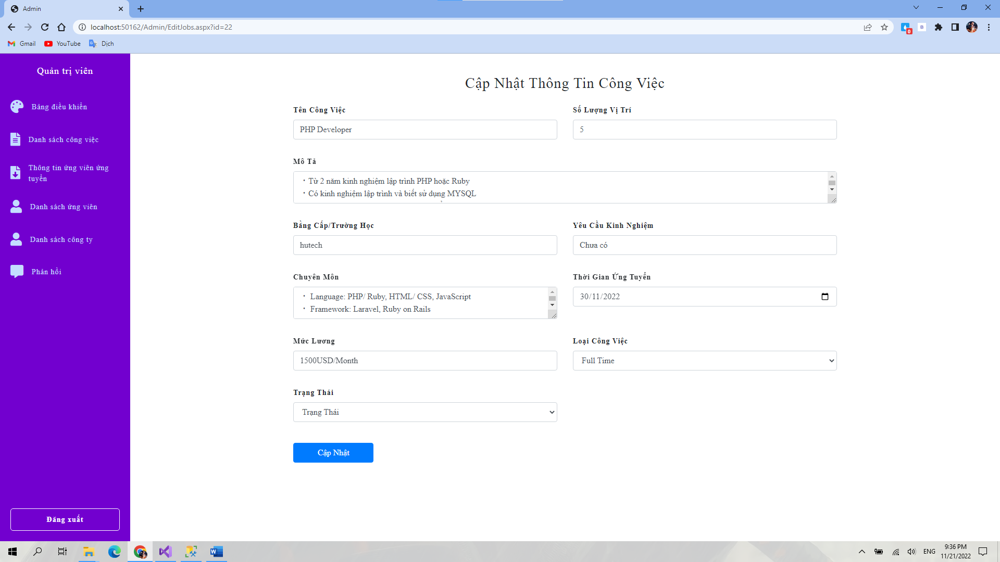 Admin
localhost:50162/Admin/EditJobs.aspx?id=22
0
B
Gmail
YouTube
Dịch
Quản trị viên
Bảng điều khiển
Danh sách công việc
Thông tin ứng viên ứng
tuyển
Danh sách ứng viên
Danh sách công ty
Phản hồi
Đăng xuất
Cập Nhật Thông Tin Công Việc
Tên Công Việc
Số Lượng Vị Trí
PHP Developer
5
Mô Tả
・Từ 2 năm kinh nghiệm lập trình PHP hoặc Ruby
・Có kinh nghiệm lập trình và biết sử dụng MYSQL
Bằng Cấp/Trường Học
Yêu Cầu Kinh Nghiệm
hutech
Chưa có
Chuyên Môn
Thời Gian Ứng Tuyển
・ Language: PHP/ Ruby, HTML/ CSS, JavaScript
・ Framework: Laravel, Ruby on Rails
30/11/2022
Mức Lương
Loại Công Việc
1500USD/Month
Full Time
Trạng Thái
Trạng Thái
Cập Nhật
ENG
9:36 PM
11/21/2022